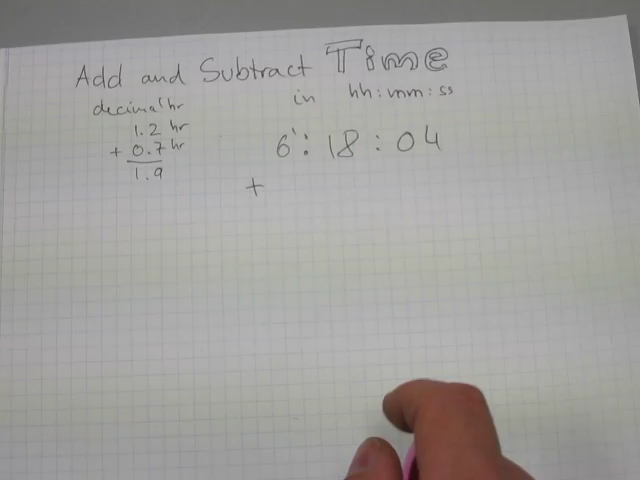 Add and Subtract Time
in hh:mm:ss
decimal hr
1.2 hr
+ 0.7 hr
1.9
6 : 18 : 04
+